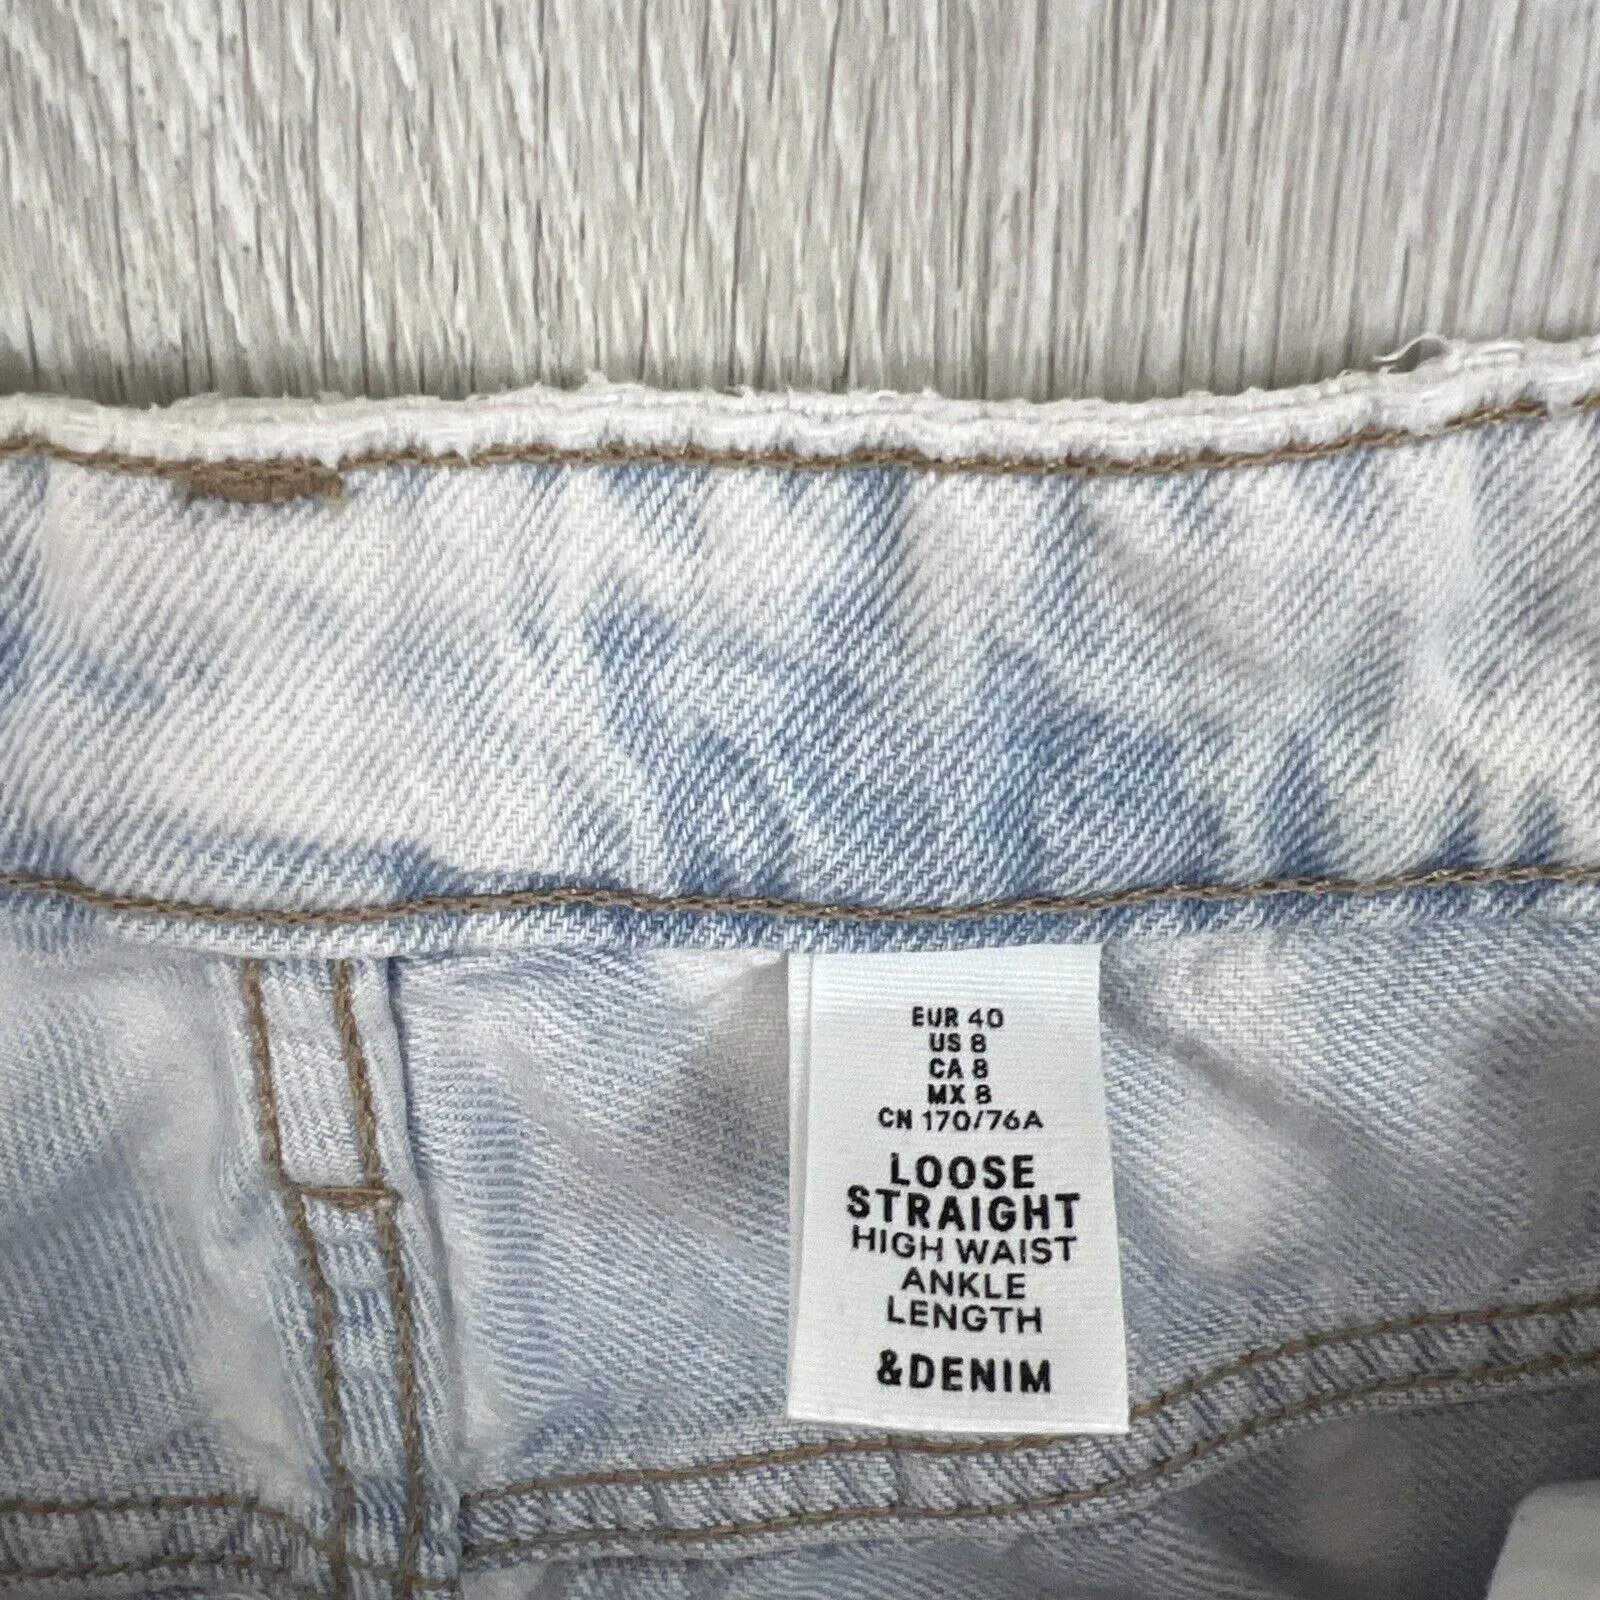 EUR 40
US 8
CA 8
MX 8
CN 170/76A
LOOSE
STRAIGHT
HIGH WAIST
ANKLE
LENGTH
&DENIM